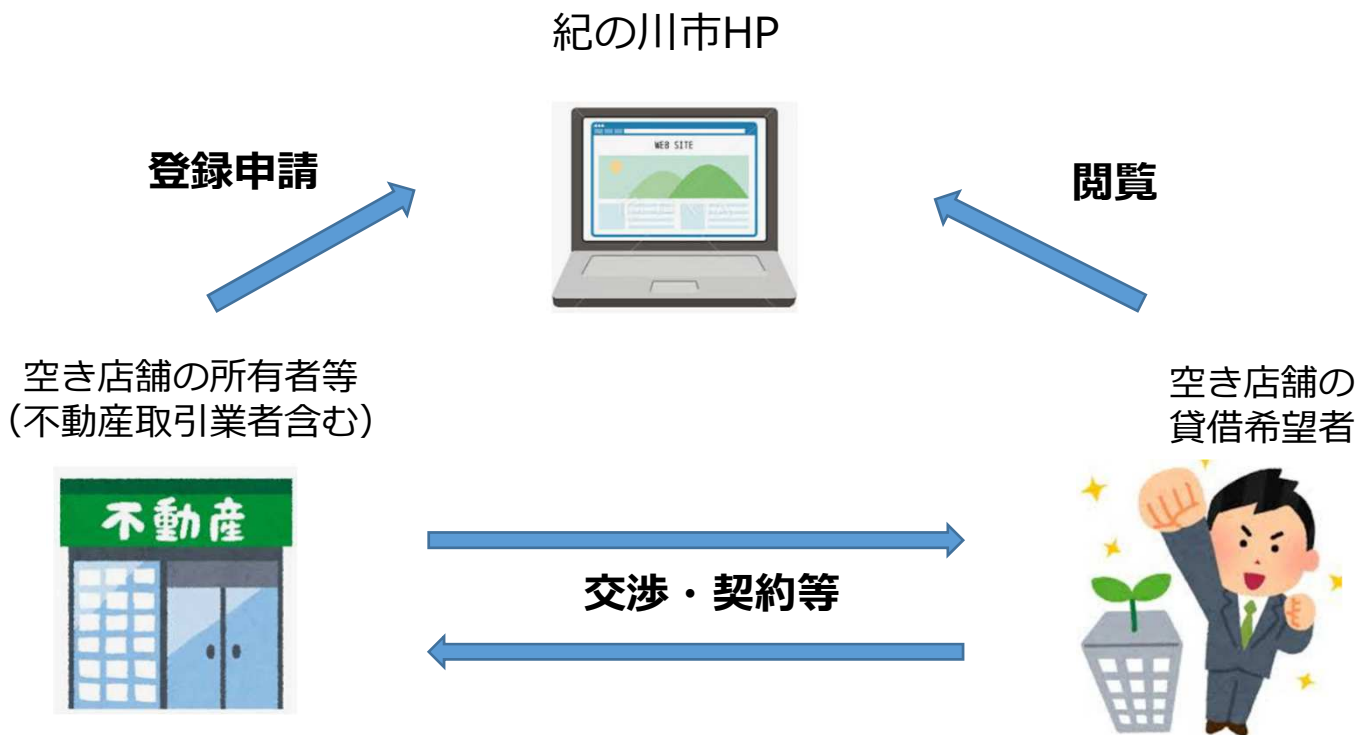 紀の川市HP
WEB SITE
登録申請
閲覧
空き店舗の所有者等
（不動産取引業者含む）
空き店舗の
貸借希望者
不動産
交渉・契約等